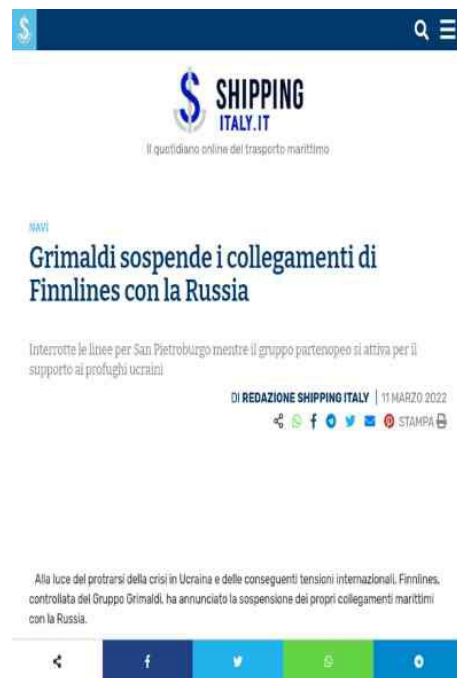 SHIPPING
ITALY.IT
Il quotidiano online del trasporto marittimo
NAVI
Grimaldi sospende i collegamenti di
Finnlines con la Russia
Interrotte le linee per San Pietroburgo mentre il gruppo partenopeo si attiva per il
supporto ai profughi ucraini
DI REDAZIONE SHIPPING ITALY | 11 MARZO 2022
STAMPA
Alla luce del protrarsi della crisi in Ucraina e delle conseguenti tensioni internazionali, Finnlines,
controllata del Gruppo Grimaldi, ha annunciato la sospensione dei propri collegamenti marittimi
con la Russia.